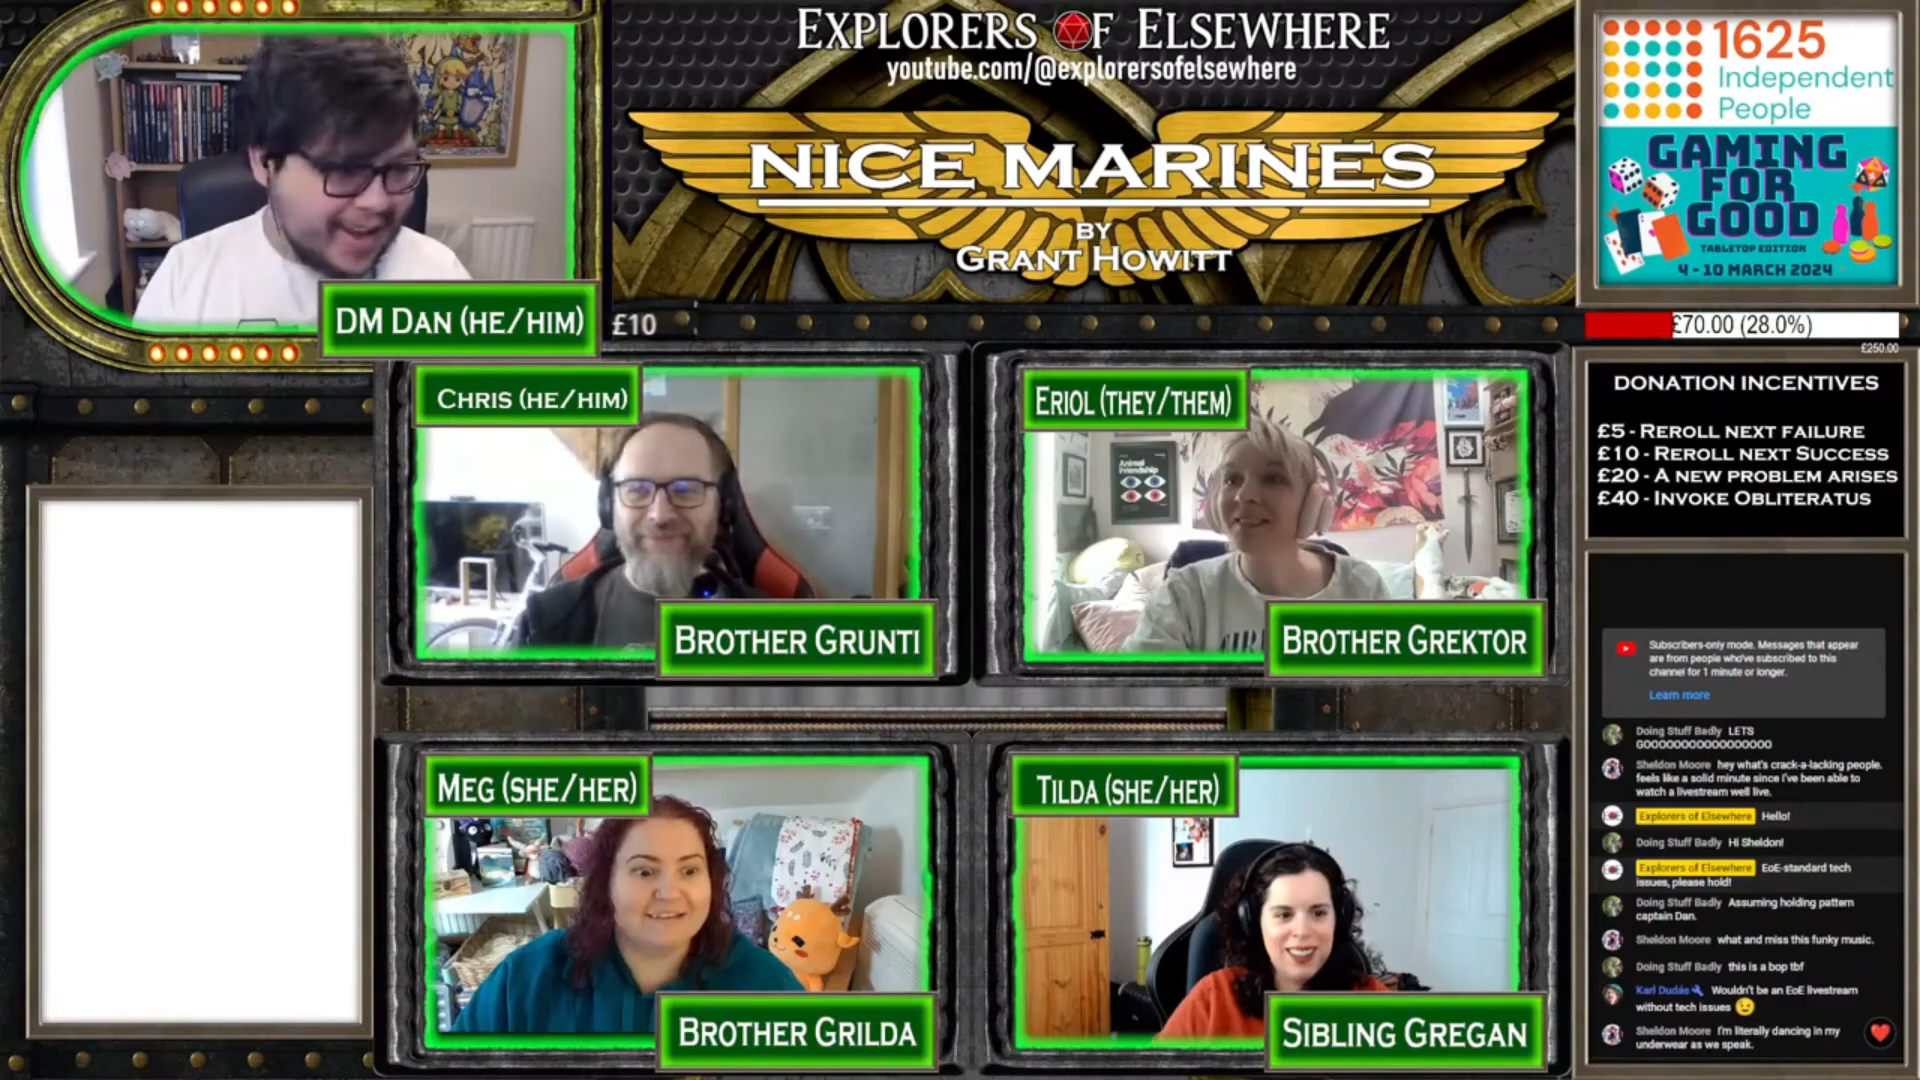 EXPLORERS OF ELSEWHERE
youtube.com/@explorersofelsewhere
NICE MARINES
BY
GRANT HOWITT
1625
Independent
People
GAMING
FOR
GOOD
TABLETOP EDITION
4 - 10 MARCH 2024
DM DAN (HE/HIM)
£10
£70.00 (28.0%)
£250.00
CHRIS (HE/HIM)
BROTHER GRUNTI
ERIOL (THEY/THEM)
Animal
Friendship
BROTHER GREKTOR
MEG (SHE/HER)
BROTHER GRILDA
TILDA (SHE/HER)
SIBLING GREGAN
DONATION INCENTIVES
£5 - REROLL NEXT FAILURE
£10 - REROLL NEXT SUCCESS
£20 - A NEW PROBLEM ARISES
£40 - INVOKE OBLITERATUS
Subscribers-only mode. Messages that appear
are from people who've subscribed to this
channel for 1 minute or longer.
Learn more
Doing Stuff Badly LETS
GOOOOOOOOOOOOOOOOOO
Sheldon Moore hey what's crack-a-lacking people.
feels like a solid minute since I've been able to
watch a livestream well live.
Explorers of Elsewhere Hello!
Doing Stuff Badly Hi Sheldon!
Explorers of Elsewhere EoE-standard tech
issues, please hold!
Doing Stuff Badly Assuming holding pattern
captain Dan.
Sheldon Moore what and miss this funky music.
Doing Stuff Badly this is a bop tbf
Karl Dudás Wouldn't be an EoE livestream
without tech issues 😉
Sheldon Moore I'm literally dancing in my
underwear as we speak.